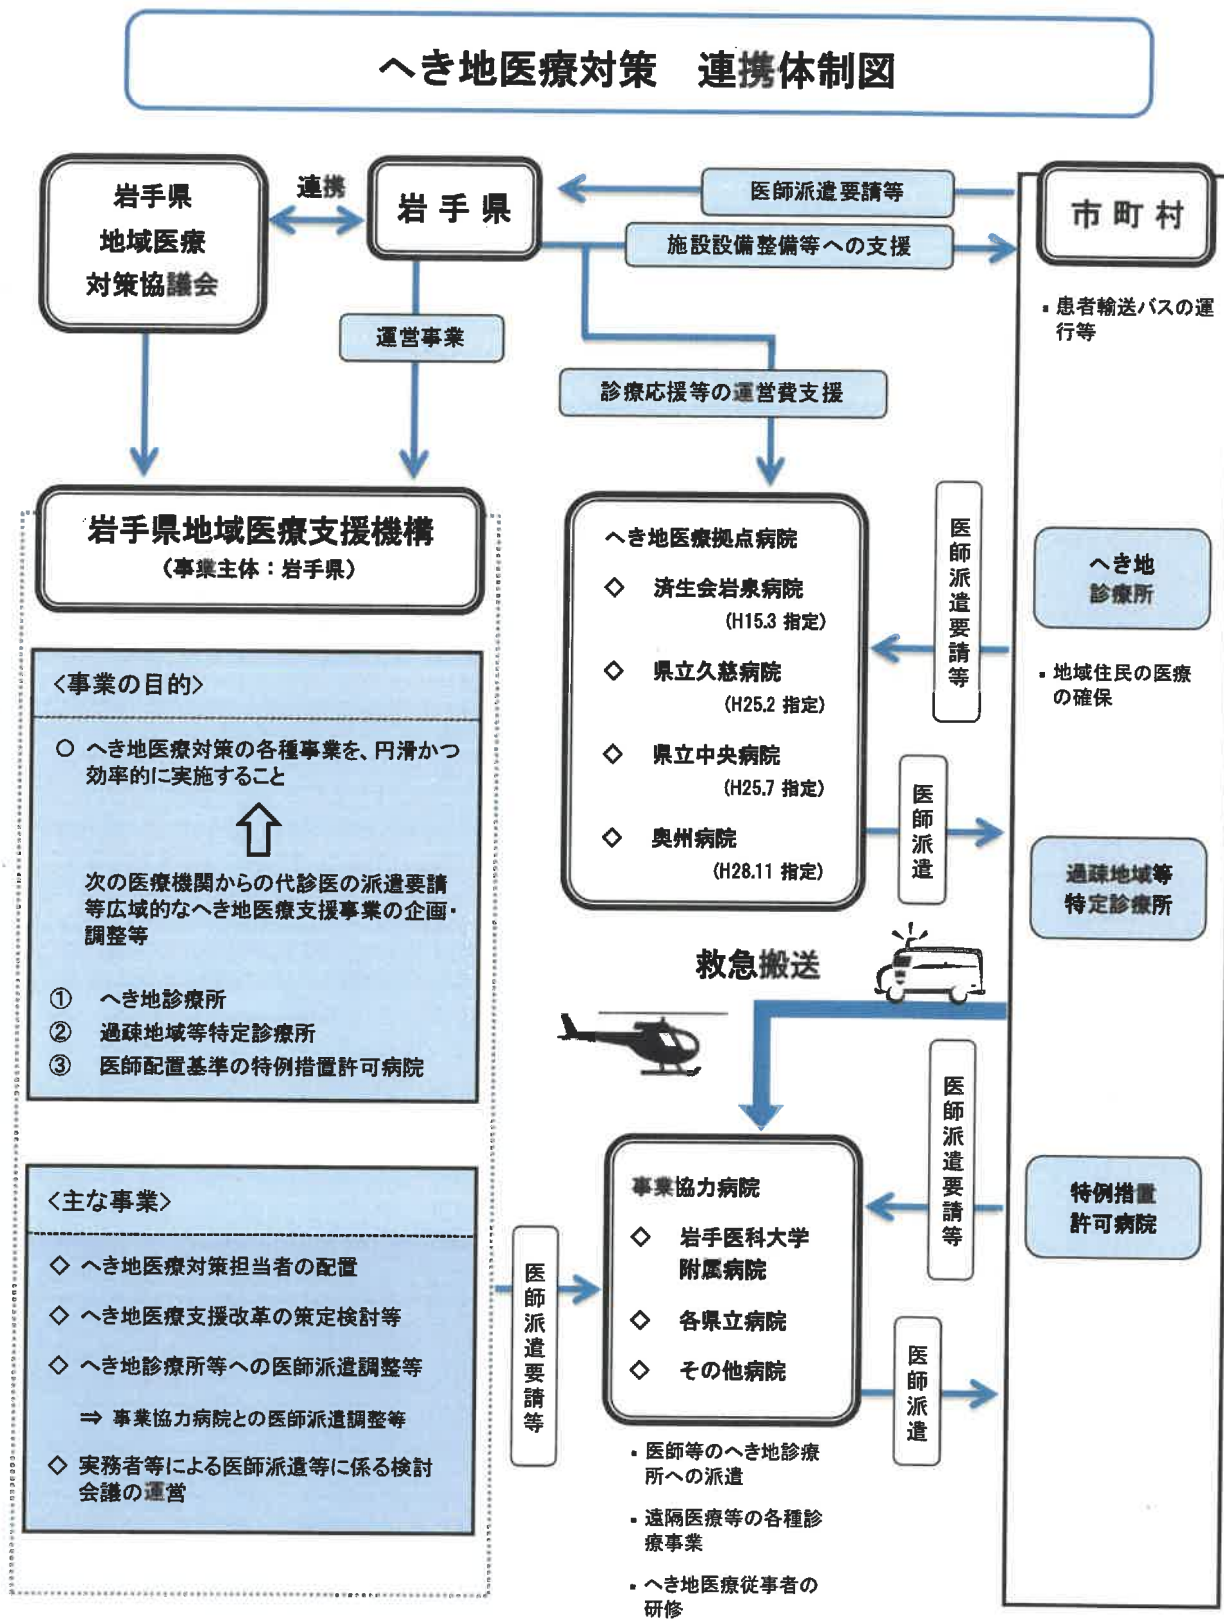 へき地医療対策　連携体制図
岩手県
地域医療
対策協議会
連携
岩手県
医師派遣要請等
施設設備整備等への支援
市町村
▪ 患者輸送バスの運
行等
運営事業
診療応援等の運営費支援
岩手県地域医療支援機構
（事業主体：岩手県）
<事業の目的>
○ へき地医療対策の各種事業を、円滑かつ
効率的に実施すること
次の医療機関からの代診医の派遣要請
等広域的なへき地医療支援事業の企画・
調整等
① へき地診療所
② 過疎地域等特定診療所
③ 医師配置基準の特例措置許可病院
<主な事業>
◇ へき地医療対策担当者の配置
◇ へき地医療支援改革の策定検討等
◇ へき地診療所等への医師派遣調整等
⇒ 事業協力病院との医師派遣調整等
◇ 実務者等による医師派遣等に係る検討
会議の運営
医師派遣要請等
へき地医療拠点病院
◇ 済生会岩泉病院
(H15.3 指定)
◇ 県立久慈病院
(H25.2 指定)
◇ 県立中央病院
(H25.7 指定)
◇ 奥州病院
(H28.11 指定)
医師派遣要請等
医師派遣
へき地
診療所
▪ 地域住民の医療
の確保
過疎地域等
特定診療所
救急搬送
事業協力病院
◇ 岩手医科大学
附属病院
◇ 各県立病院
◇ その他病院
医師派遣要請等
医師派遣
特例措置
許可病院
▪ 医師等のへき地診療
所への派遣
▪ 遠隔医療等の各種診
療事業
▪ へき地医療従事者の
研修